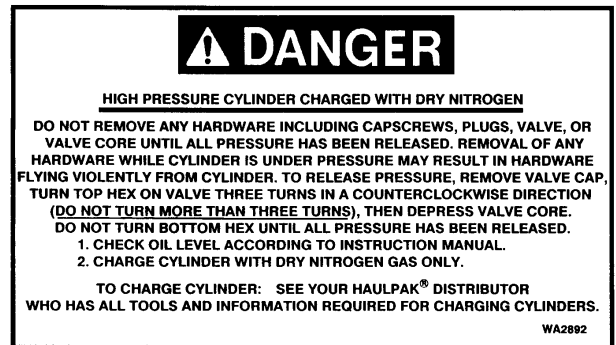 DANGER
HIGH PRESSURE CYLINDER CHARGED WITH DRY NITROGEN
DO NOT REMOVE ANY HARDWARE INCLUDING CAPSCREWS, PLUGS, VALVE, OR
VALVE CORE UNTIL ALL PRESSURE HAS BEEN RELEASED. REMOVAL OF ANY
HARDWARE WHILE CYLINDER IS UNDER PRESSURE MAY RESULT IN HARDWARE
FLYING VIOLENTLY FROM CYLINDER. TO RELEASE PRESSURE, REMOVE VALVE CAP,
TURN TOP HEX ON VALVE THREE TURNS IN A COUNTERCLOCKWISE DIRECTION
(DO NOT TURN MORE THAN THREE TURNS), THEN DEPRESS VALVE CORE.
DO NOT TURN BOTTOM HEX UNTIL ALL PRESSURE HAS BEEN RELEASED.
1. CHECK OIL LEVEL ACCORDING TO INSTRUCTION MANUAL.
2. CHARGE CYLINDER WITH DRY NITROGEN GAS ONLY.
TO CHARGE CYLINDER: SEE YOUR HAULPAK® DISTRIBUTOR
WHO HAS ALL TOOLS AND INFORMATION REQUIRED FOR CHARGING CYLINDERS.
WA2892